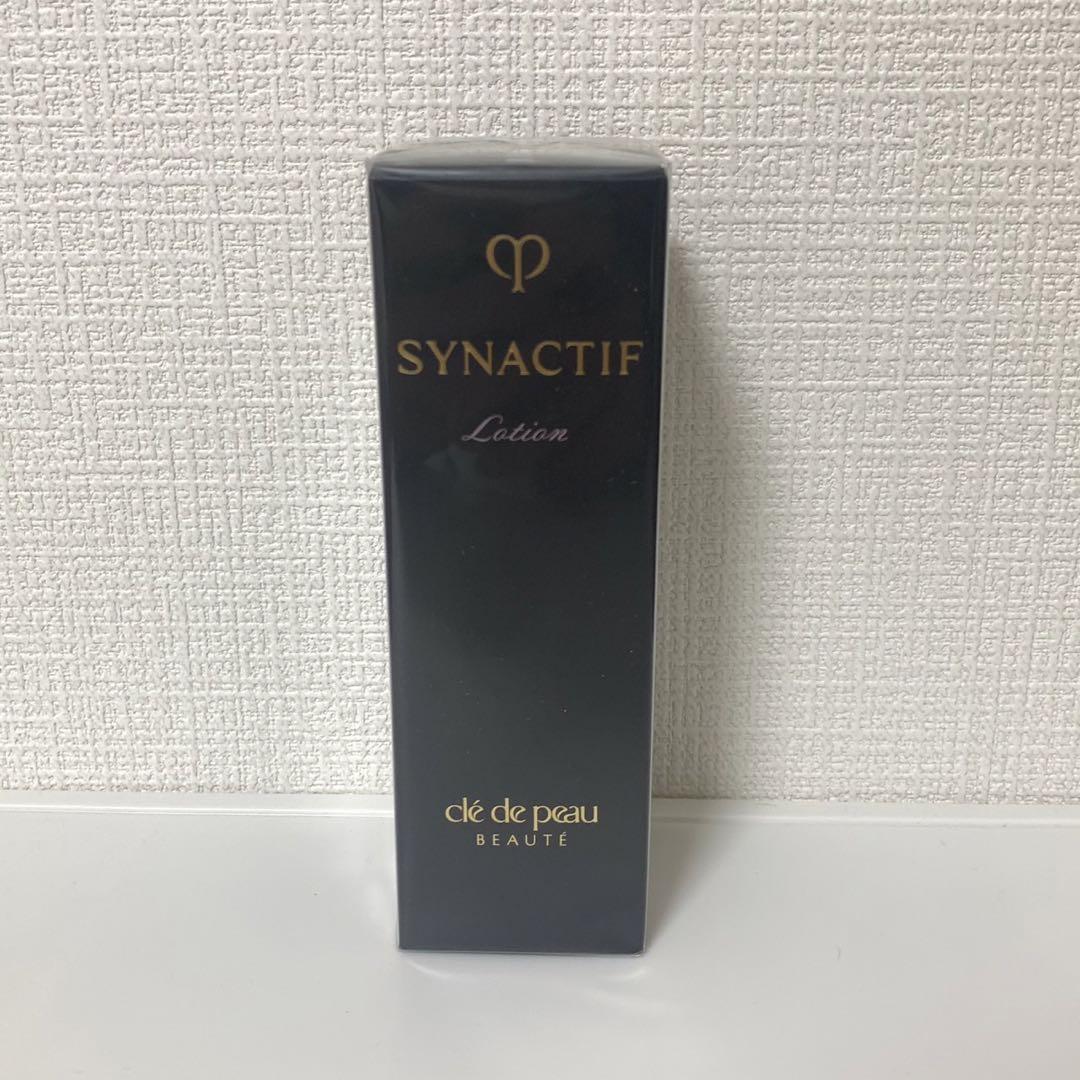 SYNACTIF
Lotion
clé de peau
BEAUTÉ